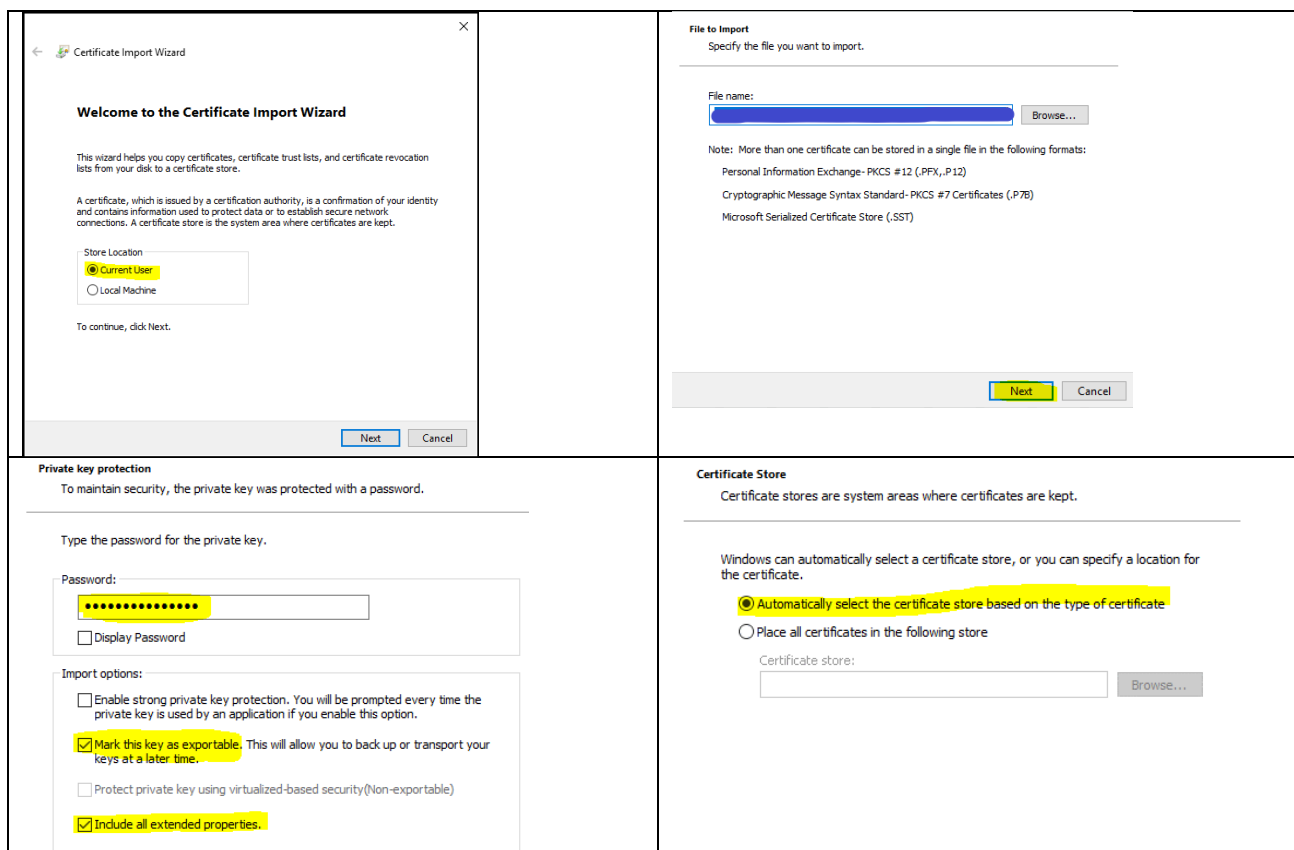 Certificate Import Wizard
Welcome to the Certificate Import Wizard
This wizard helps you copy certificates, certificate trust lists, and certificate revocation
lists from your disk to a certificate store.
A certificate, which is issued by a certification authority, is a confirmation of your identity
and contains information used to protect data or to establish secure network
connections. A certificate store is the system area where certificates are kept.
Store Location
Current User
Local Machine
To continue, click Next.
Next
Cancel
File to Import
Specify the file you want to import.
File name:
Browse...
Note: More than one certificate can be stored in a single file in the following formats:
Personal Information Exchange- PKCS #12 (.PFX,.P12)
Cryptographic Message Syntax Standard- PKCS #7 Certificates (.P7B)
Microsoft Serialized Certificate Store (.SST)
Next
Cancel
Private key protection
To maintain security, the private key was protected with a password.
Type the password for the private key.
Password:
●●●●●●●●●●●●●●●
Display Password
Import options:
Enable strong private key protection. You will be prompted every time the
private key is used by an application if you enable this option.
Mark this key as exportable. This will allow you to back up or transport your
keys at a later time.
Protect private key using virtualized-based security(Non-exportable)
Include all extended properties.
Certificate Store
Certificate stores are system areas where certificates are kept.
Windows can automatically select a certificate store, or you can specify a location for
the certificate.
Automatically select the certificate store based on the type of certificate
Place all certificates in the following store
Certificate store:
Browse...